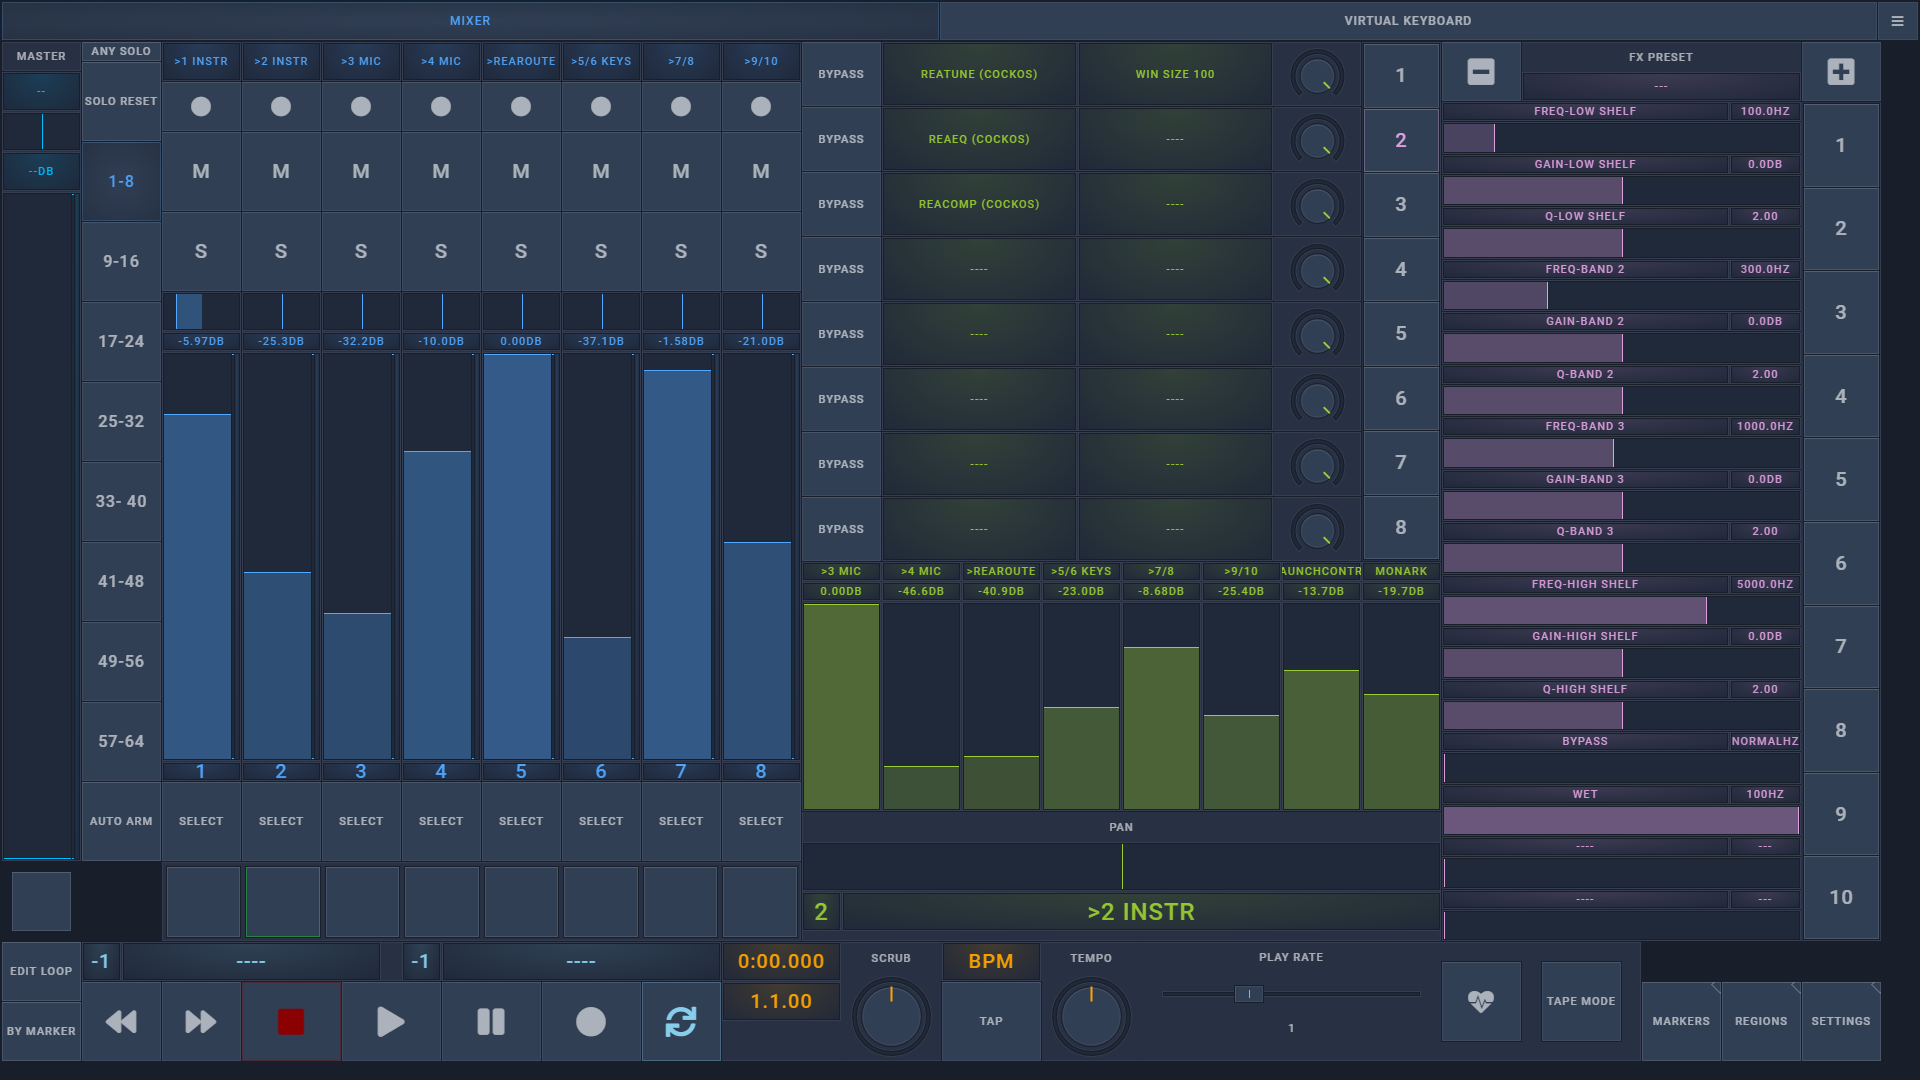 MIXER
VIRTUAL KEYBOARD
MASTER
--
--DB
ANY SOLO
SOLO RESET
1-8
9-16
17-24
25-32
33- 40
41-48
49-56
57-64
AUTO ARM
>1 INSTR >2 INSTR >3 MIC >4 MIC >REAROUTE >5/6 KEYS >7/8 >9/10
M M M M M M M M
S S S S S S S S
-5.97DB -25.3DB -32.2DB -10.0DB 0.00DB -37.1DB -1.58DB -21.0DB
1 2 3 4 5 6 7 8
SELECT SELECT SELECT SELECT SELECT SELECT SELECT SELECT
BYPASS REATUNE (COCKOS) WIN SIZE 100 1
BYPASS REAEQ (COCKOS) ---- 2
BYPASS REACOMP (COCKOS) ---- 3
BYPASS ---- ---- 4
BYPASS ---- ---- 5
BYPASS ---- ---- 6
BYPASS ---- ---- 7
BYPASS ---- ---- 8
>3 MIC >4 MIC >REAROUTE >5/6 KEYS >7/8 >9/10 AUNCHCONTR MONARK
0.00DB -46.6DB -40.9DB -23.0DB -8.68DB -25.4DB -13.7DB -19.7DB
PAN
2 >2 INSTR
FX PRESET
---
FREQ-LOW SHELF 100.0HZ
GAIN-LOW SHELF 0.0DB
Q-LOW SHELF 2.00
FREQ-BAND 2 300.0HZ
GAIN-BAND 2 0.0DB
Q-BAND 2 2.00
FREQ-BAND 3 1000.0HZ
GAIN-BAND 3 0.0DB
Q-BAND 3 2.00
FREQ-HIGH SHELF 5000.0HZ
GAIN-HIGH SHELF 0.0DB
Q-HIGH SHELF 2.00
BYPASS NORMALHZ
WET 100HZ
---- ---
---- ---
1
2
3
4
5
6
7
8
9
10
EDIT LOOP
BY MARKER
-1 ----
-1 ----
0:00.000
1.1.00
SCRUB
BPM
TAP
TEMPO
PLAY RATE
1
TAPE MODE
MARKERS
REGIONS
SETTINGS